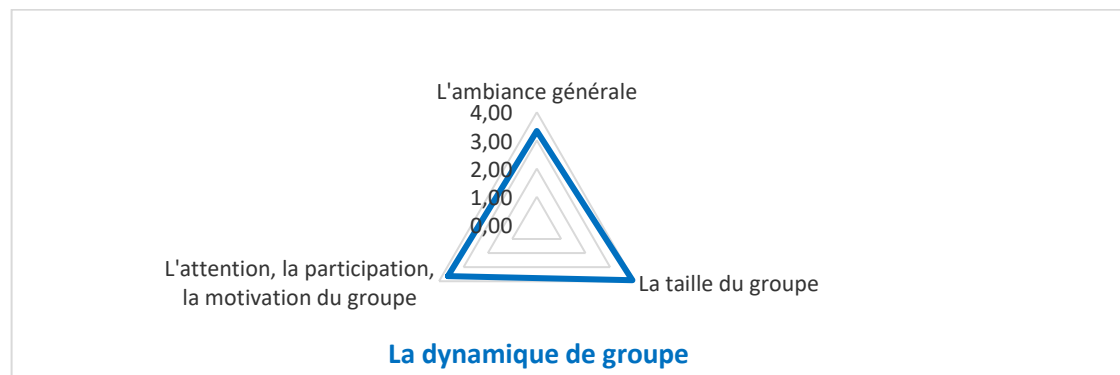 L'ambiance générale
4,00
3,00
2,00
1,00
0,00
L'attention, la participation,
la motivation du groupe
La taille du groupe
La dynamique de groupe